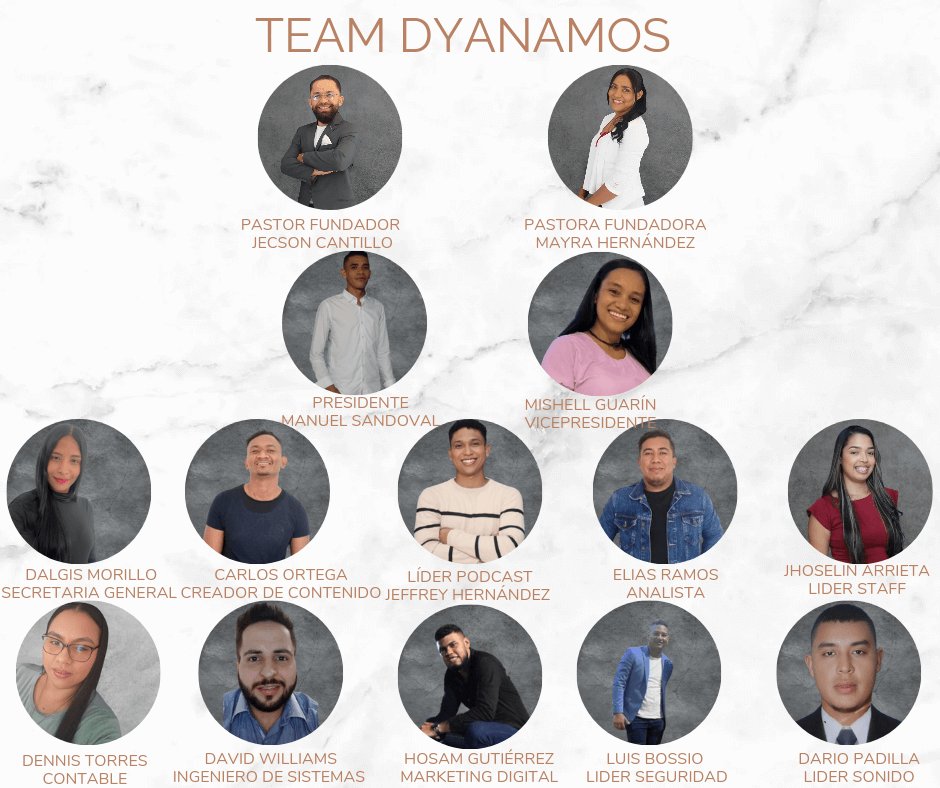 TEAM DYANAMOS
PASTOR FUNDADOR
JECSON CANTILLO
PASTORA FUNDADORA
MAYRA HERNÁNDEZ
PRESIDENTE
MANUEL SANDOVAL
MISHELL GUARÍN
VICEPRESIDENTE
DALGIS MORILLO
SECRETARIA GENERAL
CARLOS ORTEGA
CREADOR DE CONTENIDO
LÍDER PODCAST
JEFFREY HERNÁNDEZ
ELIAS RAMOS
ANALISTA
JHOSELIN ARRIETA
LIDER STAFF
DENNIS TORRES
CONTABLE
DAVID WILLIAMS
INGENIERO DE SISTEMAS
HOSAM GUTIÉRREZ
MARKETING DIGITAL
LUIS BOSSIO
LIDER SEGURIDAD
DARIO PADILLA
LIDER SONIDO